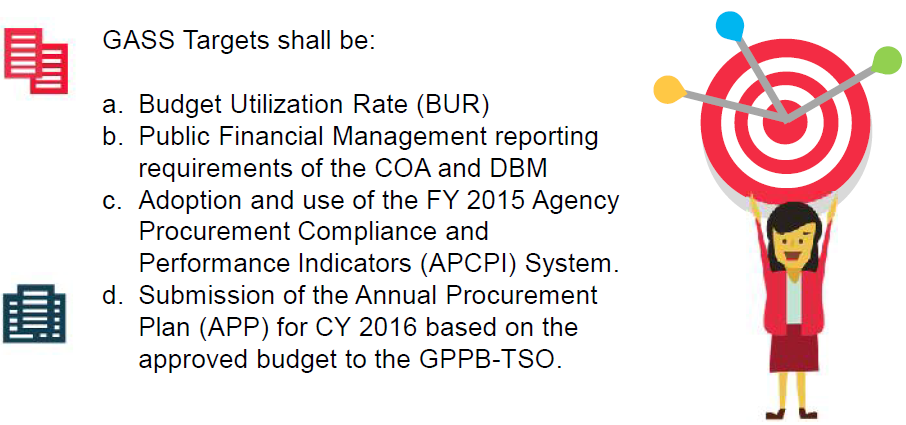 GASS Targets shall be:
a. Budget Utilization Rate (BUR)
b. Public Financial Management reporting
requirements of the COA and DBM
c. Adoption and use of the FY 2015 Agency
Procurement Compliance and
Performance Indicators (APCPI) System.
d. Submission of the Annual Procurement
Plan (APP) for CY 2016 based on the
approved budget to the GPPB-TSO.